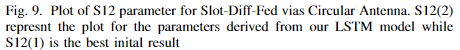 Fig. 9. Plot of S12 parameter for Slot-Diff-Fed vias Circular Antenna. S12(2)
represnt the plot for the parameters derived from our LSTM model while
S12(1) is the best inital result